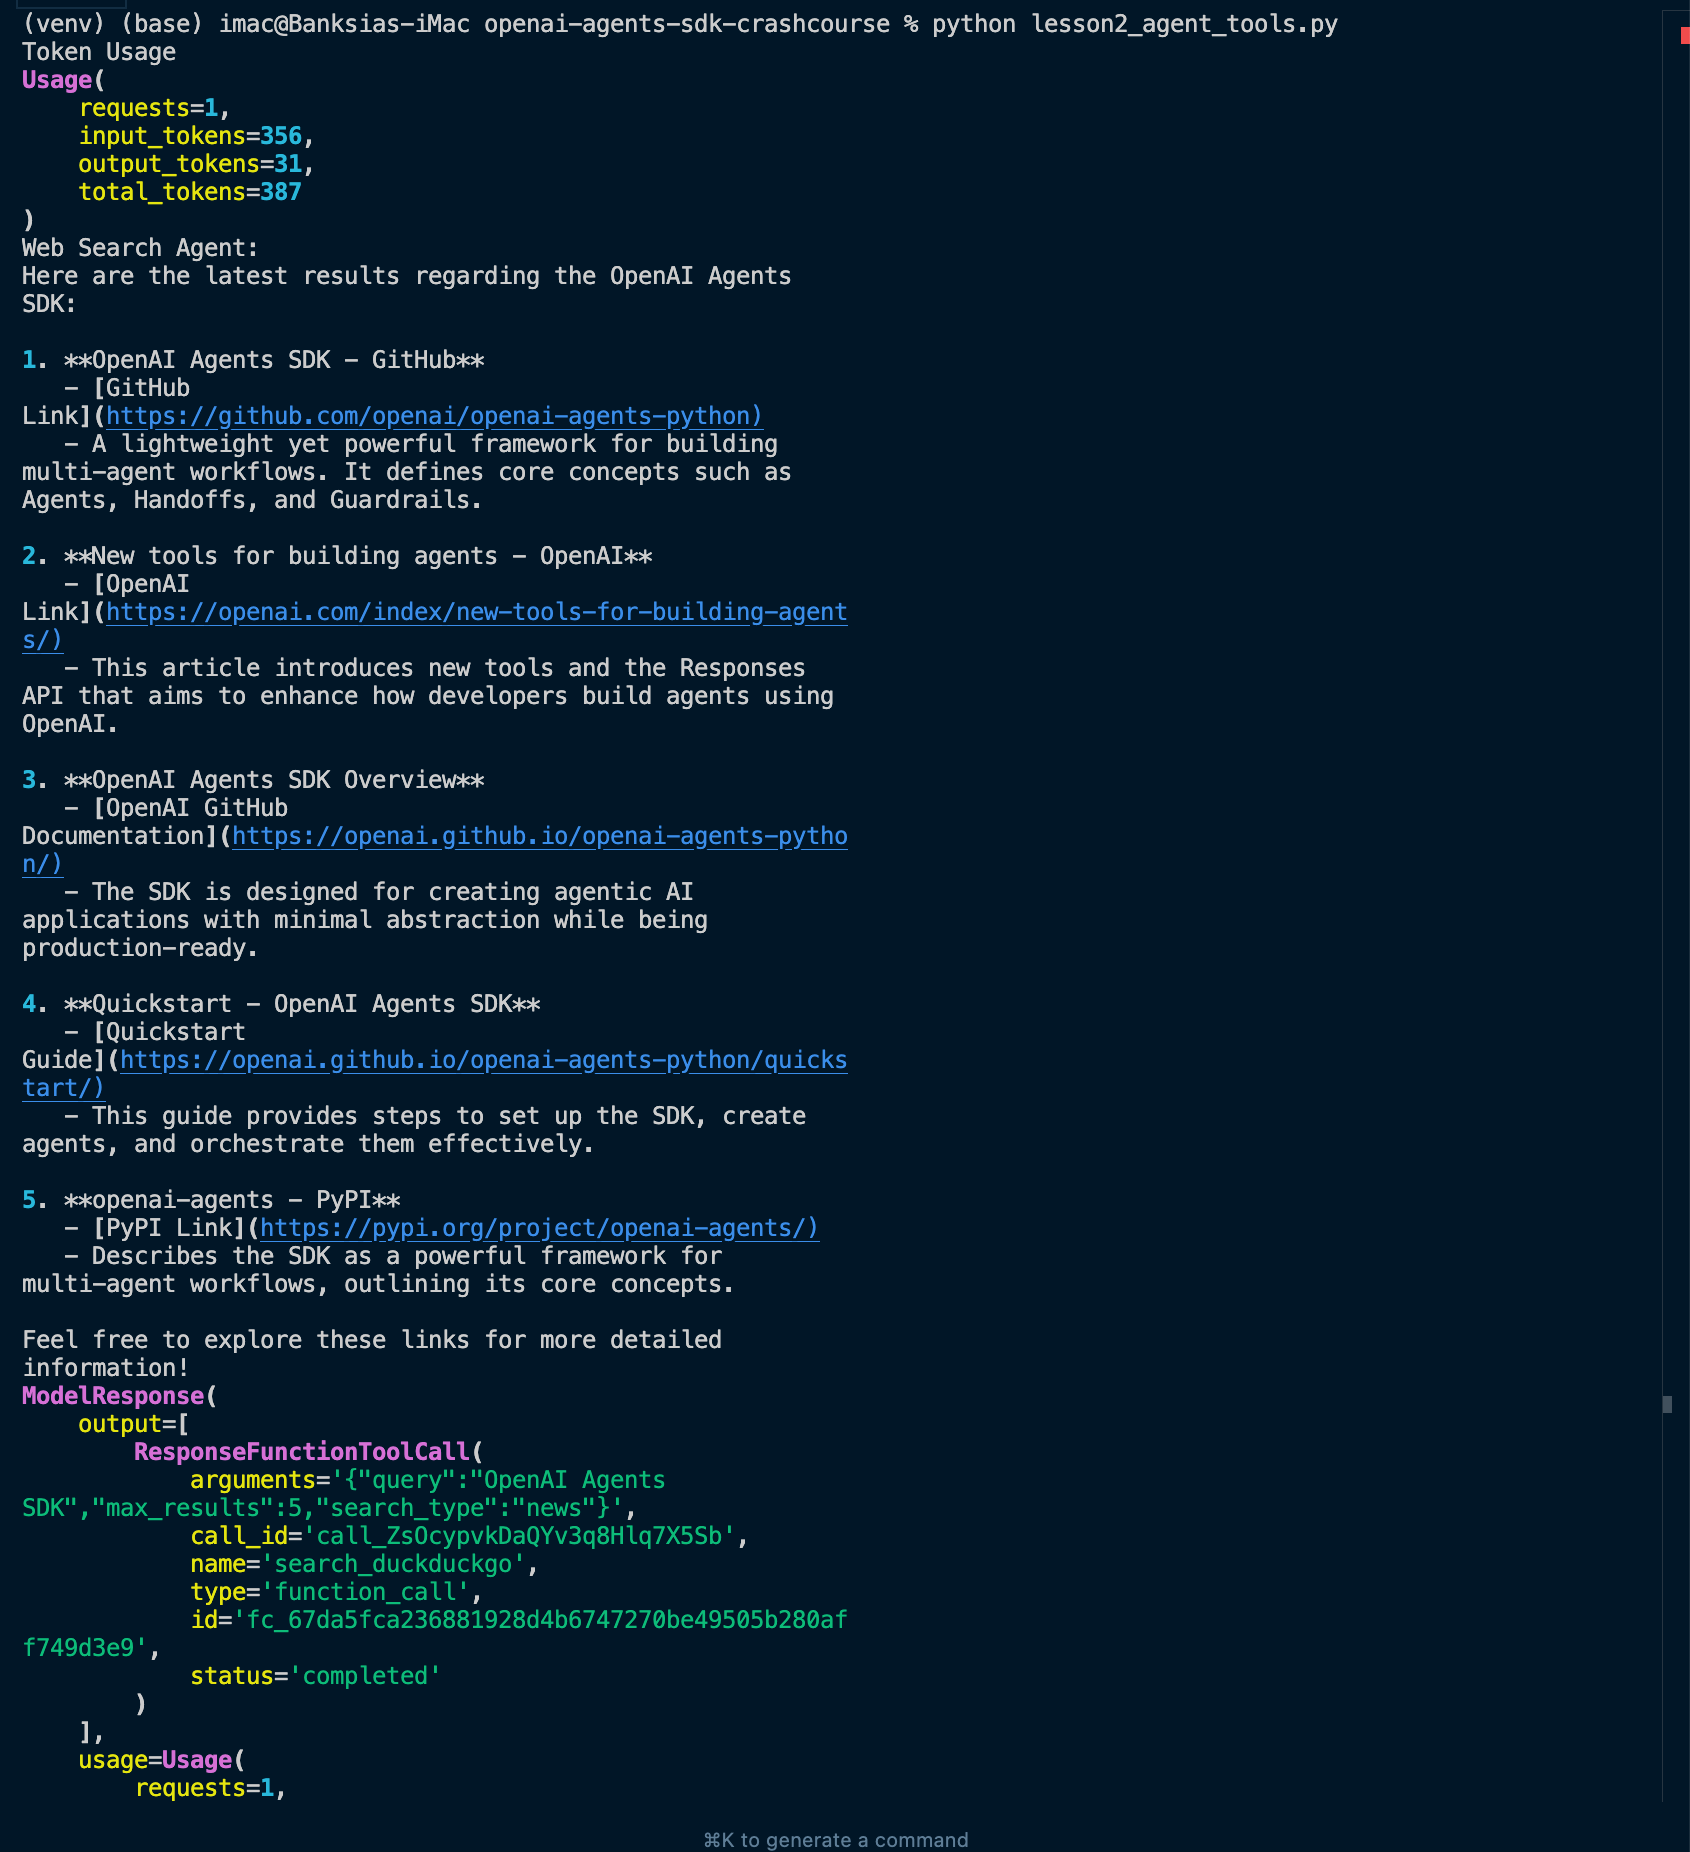 (venv) (base) imac@Banksias-iMac openai-agents-sdk-crashcourse % python lesson2_agent_tools.py
Token Usage
Usage(
    requests=1,
    input_tokens=356,
    output_tokens=31,
    total_tokens=387
)
Web Search Agent:
Here are the latest results regarding the OpenAI Agents
SDK:

1. **OpenAI Agents SDK - GitHub**
   - [GitHub
Link](https://github.com/openai/openai-agents-python)
   - A lightweight yet powerful framework for building
multi-agent workflows. It defines core concepts such as
Agents, Handoffs, and Guardrails.

2. **New tools for building agents - OpenAI**
   - [OpenAI
Link](https://openai.com/index/new-tools-for-building-agent
s/)
   - This article introduces new tools and the Responses
API that aims to enhance how developers build agents using
OpenAI.

3. **OpenAI Agents SDK Overview**
   - [OpenAI GitHub
Documentation](https://openai.github.io/openai-agents-pytho
n/)
   - The SDK is designed for creating agentic AI
applications with minimal abstraction while being
production-ready.

4. **Quickstart - OpenAI Agents SDK**
   - [Quickstart
Guide](https://openai.github.io/openai-agents-python/quicks
tart/)
   - This guide provides steps to set up the SDK, create
agents, and orchestrate them effectively.

5. **openai-agents - PyPI**
   - [PyPI Link](https://pypi.org/project/openai-agents/)
   - Describes the SDK as a powerful framework for
multi-agent workflows, outlining its core concepts.

Feel free to explore these links for more detailed
information!
ModelResponse(
    output=[
        ResponseFunctionToolCall(
            arguments='{"query":"OpenAI Agents
SDK","max_results":5,"search_type":"news"}',
            call_id='call_ZsOcypvkDaQYv3q8Hlq7X5Sb',
            name='search_duckduckgo',
            type='function_call',
            id='fc_67da5fca236881928d4b6747270be49505b280af
f749d3e9',
            status='completed'
        )
    ],
    usage=Usage(
        requests=1,
⌘K to generate a command